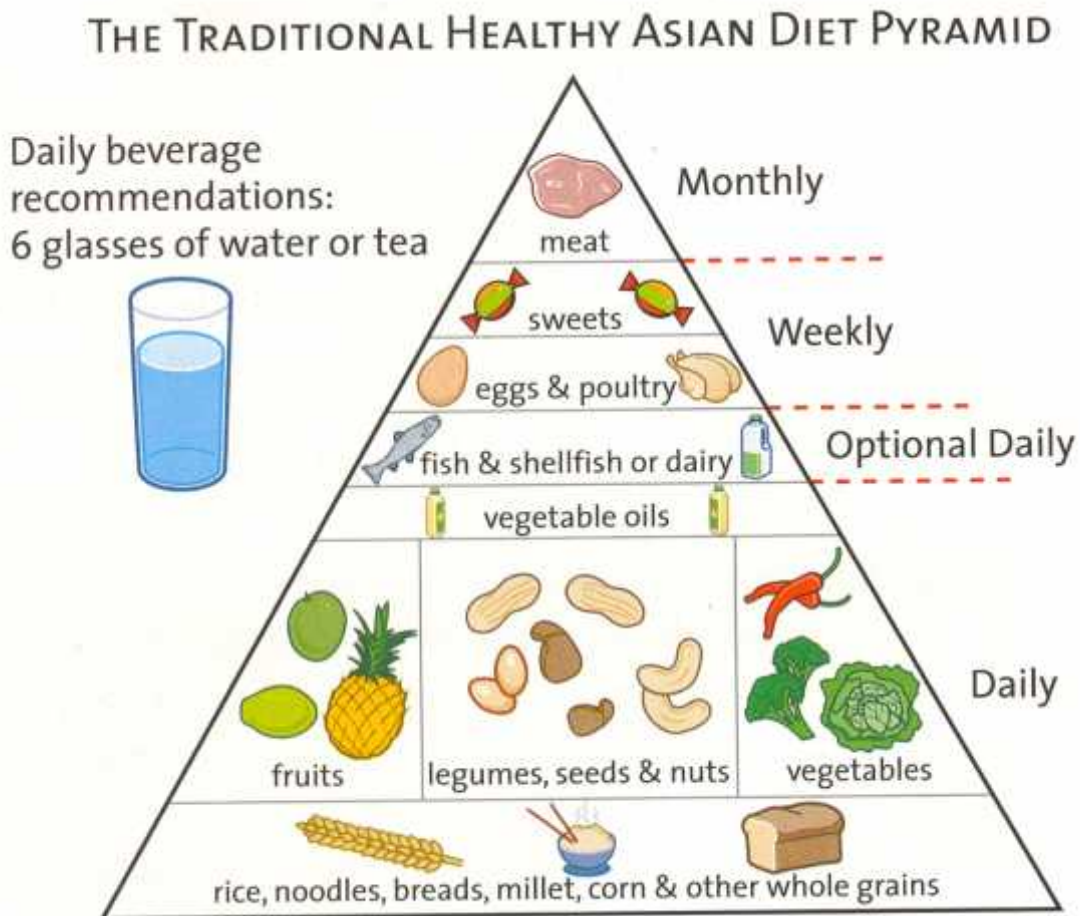 THE TRADITIONAL HEALTHY ASIAN DIET PYRAMID
Daily beverage
recommendations:
6 glasses of water or tea
Monthly
meat
sweets
Weekly
eggs & poultry
Optional Daily
fish & shellfish or dairy
vegetable oils
Daily
fruits
legumes, seeds & nuts
vegetables
rice, noodles, breads, millet, corn & other whole grains